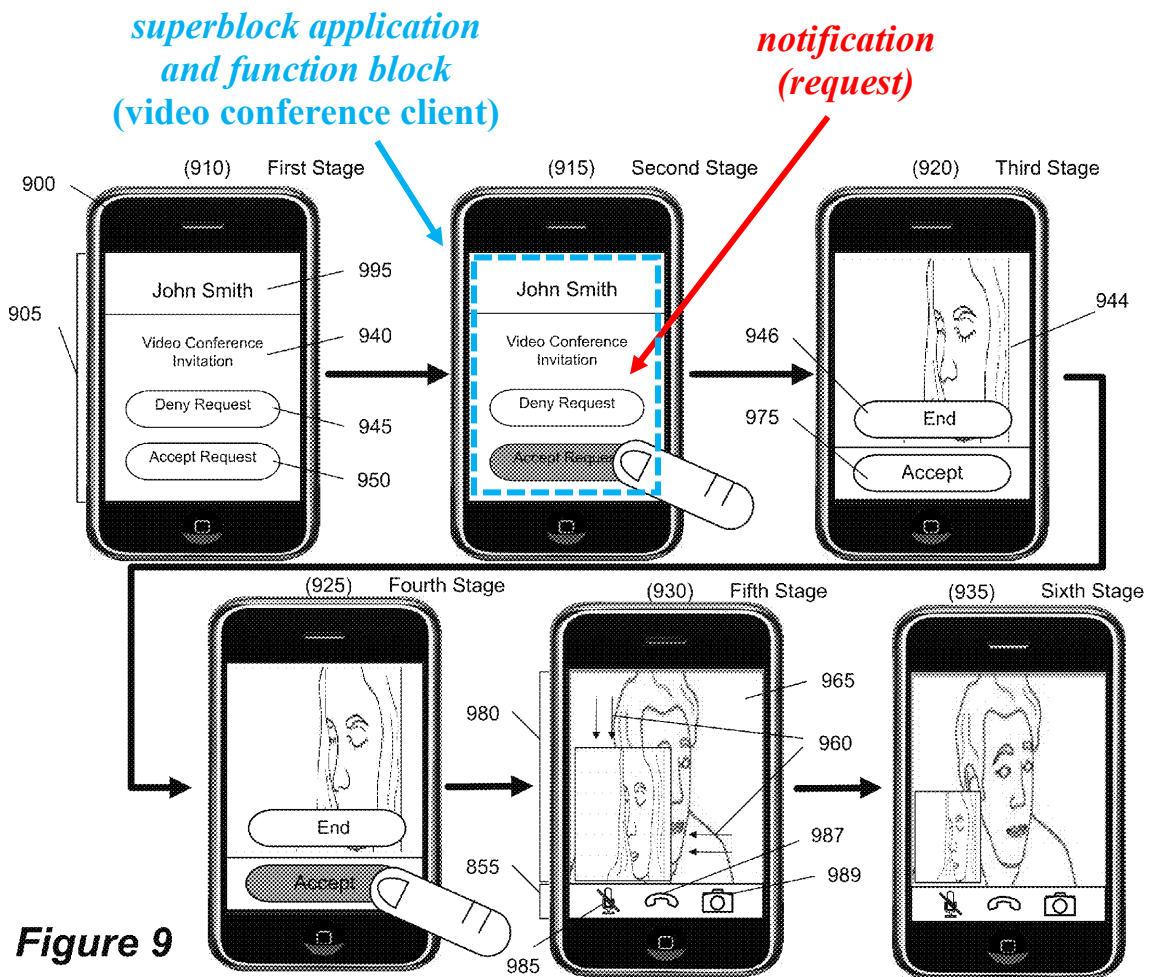 superblock application
and function block
(video conference client)
notification
(request)
(910) First Stage
(915) Second Stage
(920) Third Stage
900
905
John Smith
995
Video Conference
Invitation
940
Deny Request
945
Accept Request
950
John Smith
Video Conference
Invitation
Deny Request
Accept Request
946
944
975
End
Accept
(925) Fourth Stage
(930) Fifth Stage
(935) Sixth Stage
End
Accept
980
965
960
855
987
989
985
Figure 9